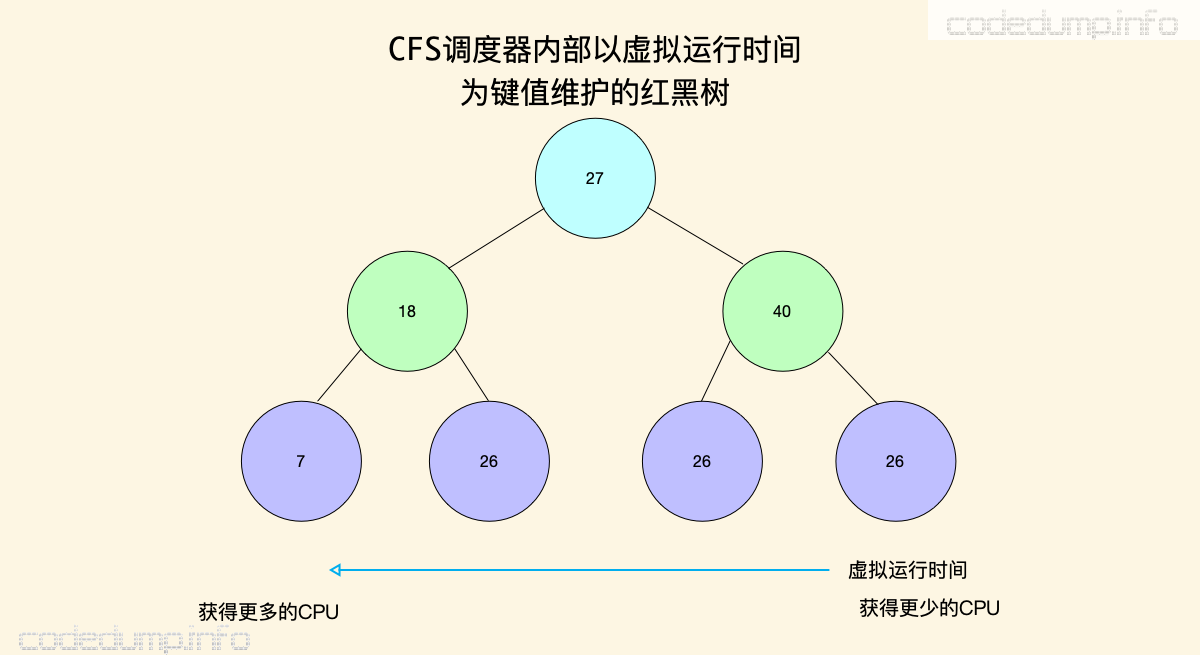 codedump.info
CFS调度器内部以虚拟运行时间
为键值维护的红黑树
27
18
40
7
26
26
26
虚拟运行时间
获得更多的CPU
获得更少的CPU
codedump.info